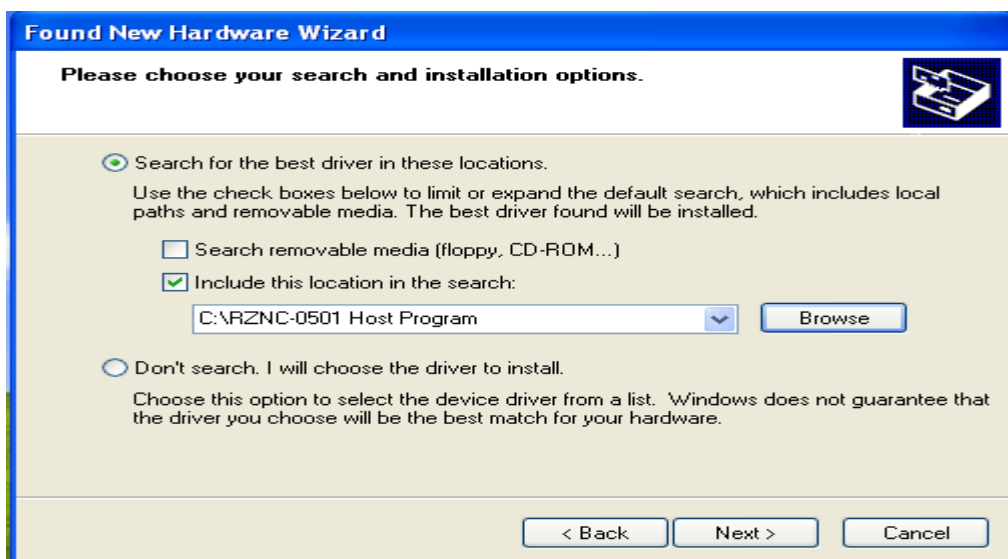 Found New Hardware Wizard
Please choose your search and installation options.
Search for the best driver in these locations.
Use the check boxes below to limit or expand the default search, which includes local
paths and removable media. The best driver found will be installed.
Search removable media (floppy, CD-ROM...)
Include this location in the search:
C:\RZNC-0501 Host Program
Browse
Don't search. I will choose the driver to install.
Choose this option to select the device driver from a list. Windows does not guarantee that
the driver you choose will be the best match for your hardware.
< Back Next > Cancel